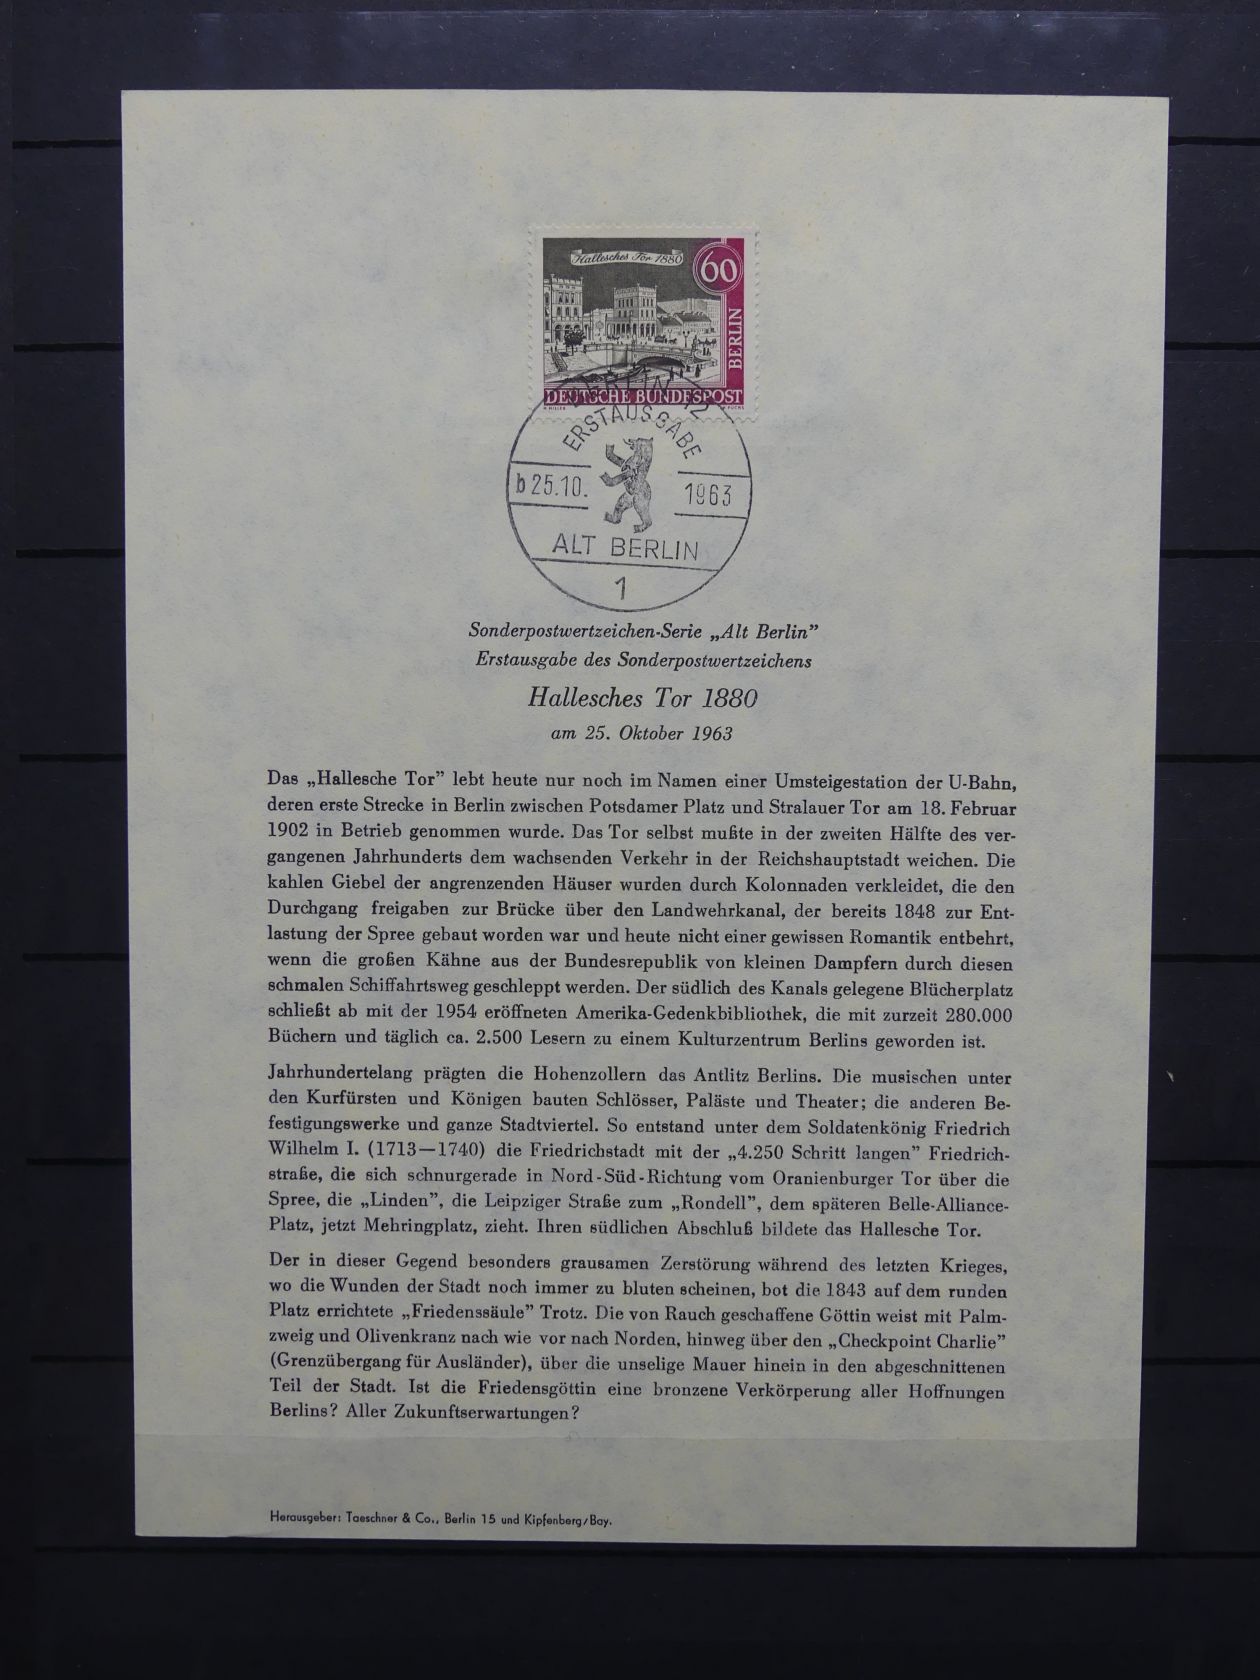 Hallesches Tor 1880
60
BERLIN
DEUTSCHE BUNDESPOST
BERLIN 12
ERSTAUSGABE
b 25.10. 1963
ALT BERLIN
1
Sonderpostwertzeichen-Serie „Alt Berlin”
Erstausgabe des Sonderpostwertzeichens
Hallesches Tor 1880
am 25. Oktober 1963
Das „Hallesche Tor” lebt heute nur noch im Namen einer Umsteigestation der U-Bahn,
deren erste Strecke in Berlin zwischen Potsdamer Platz und Stralauer Tor am 18. Februar
1902 in Betrieb genommen wurde. Das Tor selbst mußte in der zweiten Hälfte des ver-
gangenen Jahrhunderts dem wachsenden Verkehr in der Reichshauptstadt weichen. Die
kahlen Giebel der angrenzenden Häuser wurden durch Kolonnaden verkleidet, die den
Durchgang freigaben zur Brücke über den Landwehrkanal, der bereits 1848 zur Ent-
lastung der Spree gebaut worden war und heute nicht einer gewissen Romantik entbehrt,
wenn die großen Kähne aus der Bundesrepublik von kleinen Dampfern durch diesen
schmalen Schiffahrtsweg geschleppt werden. Der südlich des Kanals gelegene Blücherplatz
schließt ab mit der 1954 eröffneten Amerika-Gedenkbibliothek, die mit zurzeit 280.000
Büchern und täglich ca. 2.500 Lesern zu einem Kulturzentrum Berlins geworden ist.
Jahrhundertelang prägten die Hohenzollern das Antlitz Berlins. Die musischen unter
den Kurfürsten und Königen bauten Schlösser, Paläste und Theater; die anderen Be-
festigungswerke und ganze Stadtviertel. So entstand unter dem Soldatenkönig Friedrich
Wilhelm I. (1713—1740) die Friedrichstadt mit der „4.250 Schritt langen” Friedrich-
straße, die sich schnurgerade in Nord-Süd-Richtung vom Oranienburger Tor über die
Spree, die „Linden”, die Leipziger Straße zum „Rondell”, dem späteren Belle-Alliance-
Platz, jetzt Mehringplatz, zieht. Ihren südlichen Abschluß bildete das Hallesche Tor.
Der in dieser Gegend besonders grausamen Zerstörung während des letzten Krieges,
wo die Wunden der Stadt noch immer zu bluten scheinen, bot die 1843 auf dem runden
Platz errichtete „Friedenssäule” Trotz. Die von Rauch geschaffene Göttin weist mit Palm-
zweig und Olivenkranz nach wie vor nach Norden, hinweg über den „Checkpoint Charlie”
(Grenzübergang für Ausländer), über die unselige Mauer hinein in den abgeschnittenen
Teil der Stadt. Ist die Friedensgöttin eine bronzene Verkörperung aller Hoffnungen
Berlins? Aller Zukunftserwartungen?
Herausgeber: Taeschner & Co., Berlin 15 und Kipfenberg/Bay.